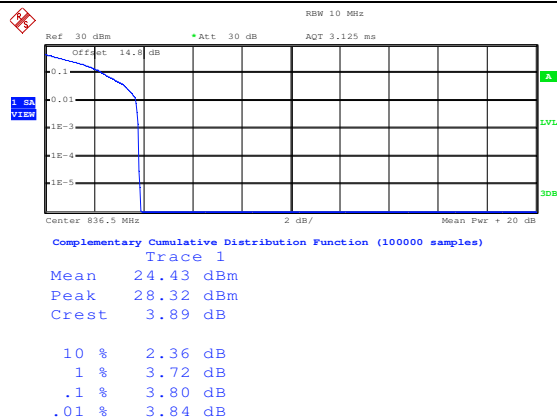 RBW 10 MHz
Ref 30 dBm *Att 30 dB AQT 3.125 ms
Offset 14.8 dB
0.1
A
0.01
1 SA
VIEW
LVL
1E-3
1E-4
1E-5
3DB
Center 836.5 MHz 2 dB/ Mean Pwr + 20 dB
Complementary Cumulative Distribution Function (100000 samples)
Trace 1
Mean 24.43 dBm
Peak 28.32 dBm
Crest 3.89 dB
10 % 2.36 dB
1 % 3.72 dB
.1 % 3.80 dB
.01 % 3.84 dB